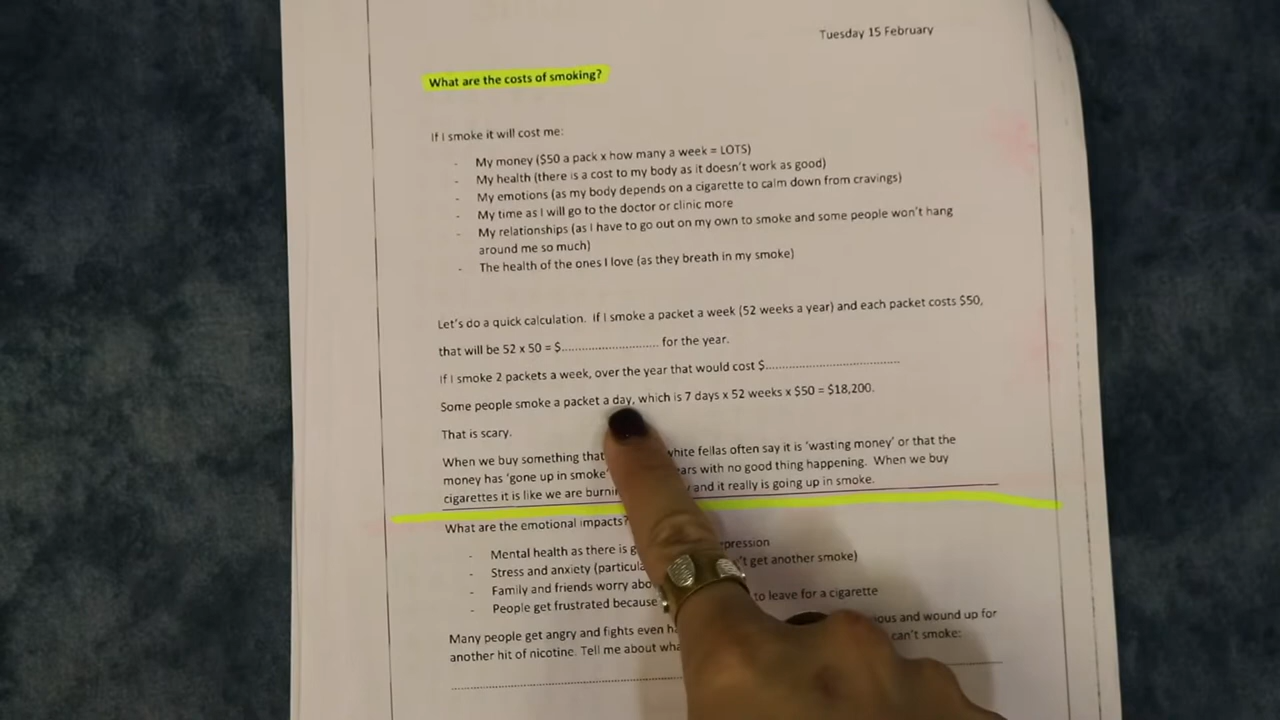 Tuesday 15 February
What are the costs of smoking?
If I smoke it will cost me:
- My money ($50 a pack x how many a week = LOTS)
- My health (there is a cost to my body as it doesn't work as good)
- My emotions (as my body depends on a cigarette to calm down from cravings)
- My time as I will go to the doctor or clinic more
- My relationships (as I have to go out on my own to smoke and some people won't hang
around me so much)
- The health of the ones I love (as they breath in my smoke)
Let's do a quick calculation. If I smoke a packet a week (52 weeks a year) and each packet costs $50,
that will be 52 x 50 = $............................ for the year.
If I smoke 2 packets a week, over the year that would cost $.......................................
Some people smoke a packet a day, which is 7 days x 52 weeks x $50 = $18,200.
That is scary.
When we buy something that white fellas often say it is 'wasting money' or that the
money has 'gone up in smoke' with no good thing happening. When we buy
cigarettes it is like we are and it really is going up in smoke.
What are the emotional impacts?
- Mental health as there is
- Stress and anxiety get another smoke)
- Family and friends worry
- People get frustrated because to leave for a cigarette
Many people get angry and fights even and wound up for
another hit of nicotine. Tell me about can't smoke: